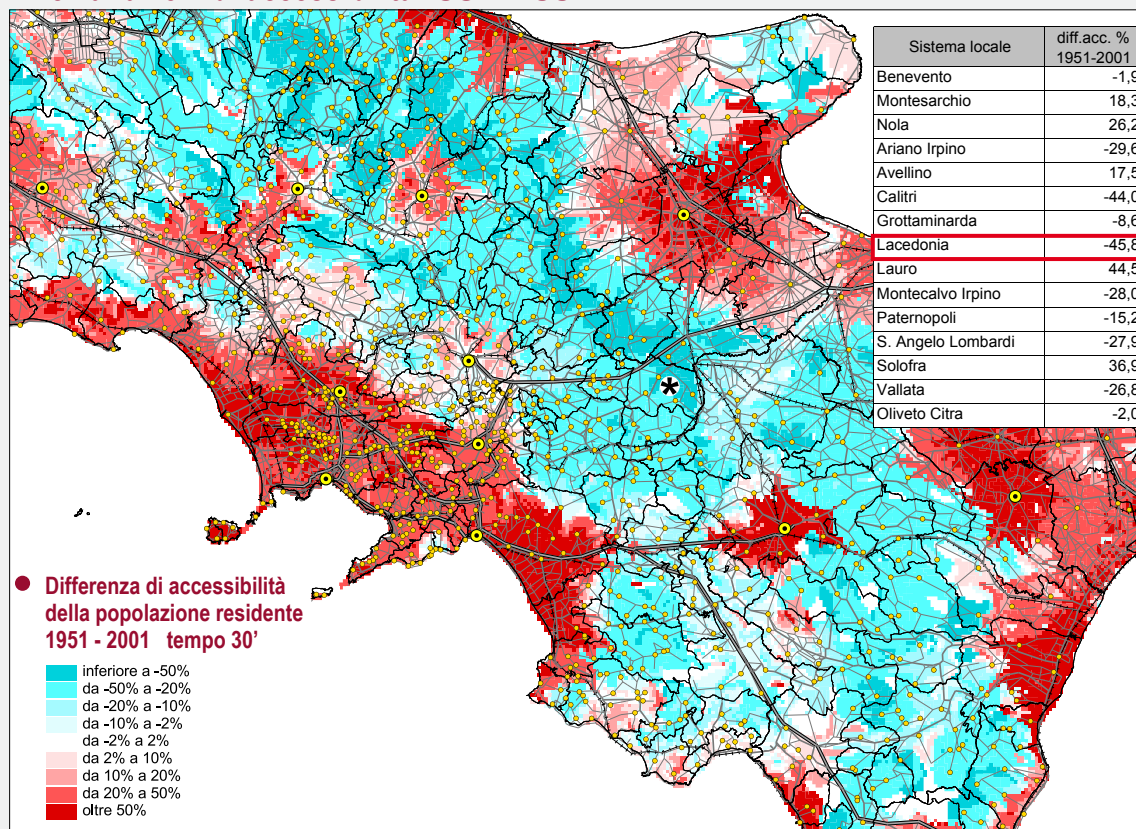 Sistema locale
diff.acc. %
1951-2001
Benevento -1,9
Montesarchio 18,3
Nola 26,2
Ariano Irpino -29,6
Avellino 17,5
Calitri -44,0
Grottaminarda -8,6
Lacedonia -45,8
Lauro 44,5
Montecalvo Irpino -28,0
Paternopoli -15,2
S. Angelo Lombardi -27,9
Solofra 36,9
Vallata -26,8
Oliveto Citra -2,0
*
Differenza di accessibilità
della popolazione residente
1951 - 2001 tempo 30'
inferiore a -50%
da -50% a -20%
da -20% a -10%
da -10% a -2%
da -2% a 2%
da 2% a 10%
da 10% a 20%
da 20% a 50%
oltre 50%